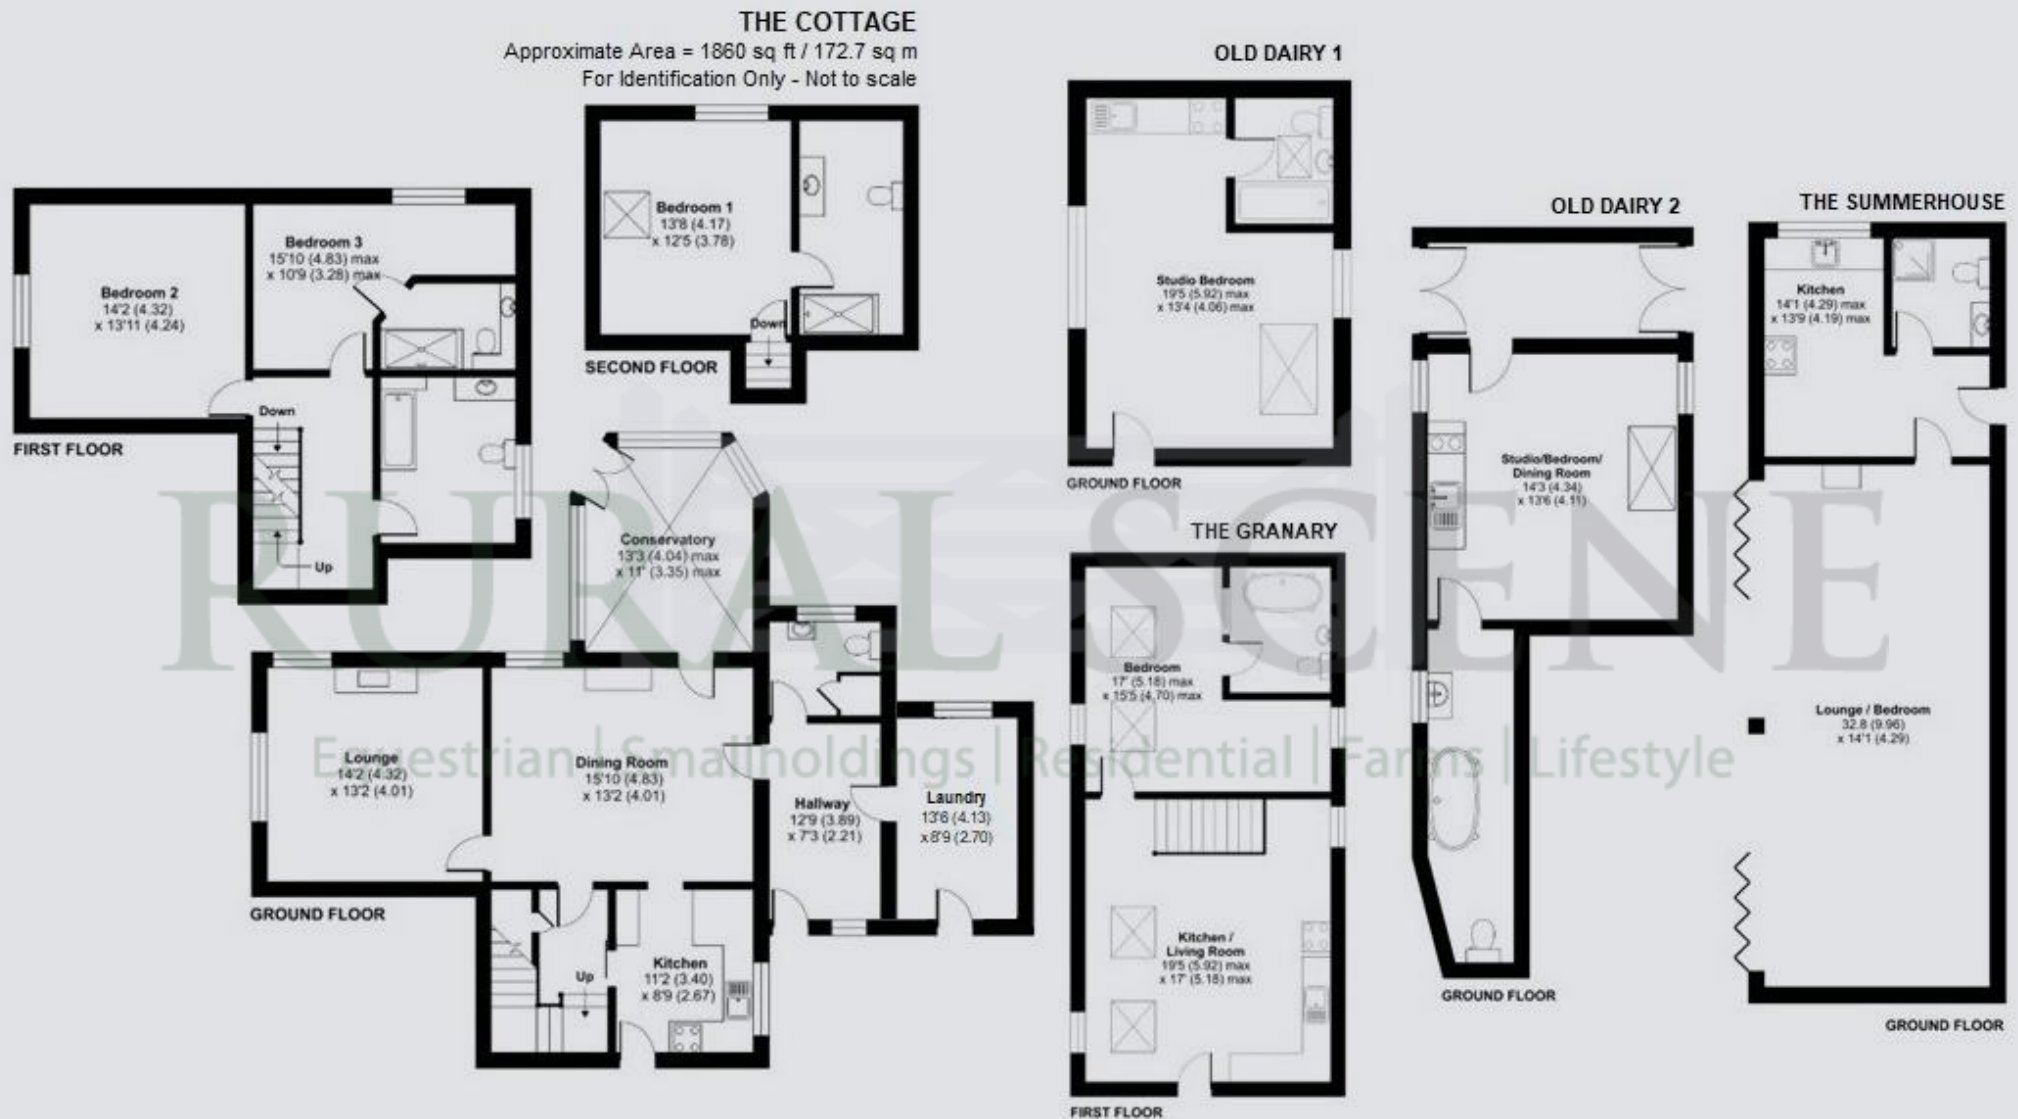 THE COTTAGE
Approximate Area = 1860 sq ft / 172.7 sq m
For Identification Only - Not to scale
Bedroom 2
14'2 (4.32)
x 13'11 (4.24)
Bedroom 3
15'10 (4.83) max
x 10'9 (3.28) max
Down
Up
FIRST FLOOR
Bedroom 1
13'8 (4.17)
x 12'5 (3.78)
Down
SECOND FLOOR
Conservatory
13'3 (4.04) max
x 11' (3.35) max
Lounge
14'2 (4.32)
x 13'2 (4.01)
Dining Room
15'10 (4.83)
x 13'2 (4.01)
Hallway
12'9 (3.89)
x 7'3 (2.21)
Laundry
13'6 (4.13)
x 8'9 (2.70)
Kitchen
11'2 (3.40)
x 8'9 (2.67)
Up
GROUND FLOOR
OLD DAIRY 1
Studio Bedroom
19'5 (5.92) max
x 13'4 (4.06) max
GROUND FLOOR
THE GRANARY
Bedroom
17' (5.18) max
x 15'5 (4.70) max
Kitchen /
Living Room
19'5 (5.92) max
x 17' (5.18) max
FIRST FLOOR
OLD DAIRY 2
Studio/Bedroom/
Dining Room
14'3 (4.34)
x 13'6 (4.11)
GROUND FLOOR
THE SUMMERHOUSE
Kitchen
14'1 (4.29) max
x 13'9 (4.19) max
Lounge / Bedroom
32.8 (9.96)
x 14'1 (4.29)
GROUND FLOOR
RURAL SCENE
Equestrian | Smallholdings | Residential | Farms | Lifestyle